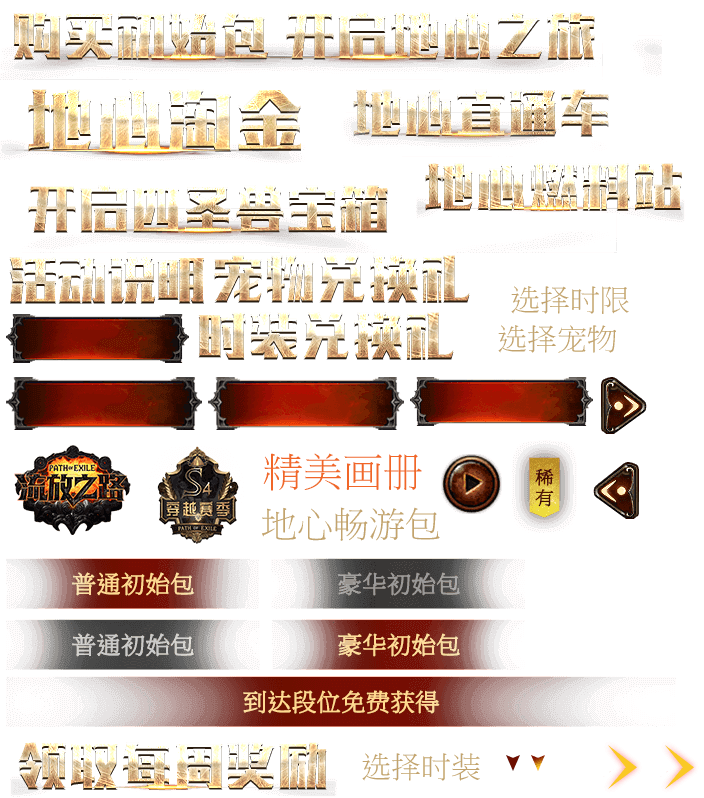 购买初始包 开启地心之旅
地心淘金
地心直通车
地心燃料站
开启四圣兽宝箱
活动说明 宠物兑换礼
选择时限
时装兑换礼
选择宠物
PATH OF EXILE
流放之路
S4
穿越赛季
PATH OF EXILE
精美画册
地心畅游包
稀有
普通初始包
豪华初始包
普通初始包
豪华初始包
到达段位免费获得
领取每周奖励
选择时装